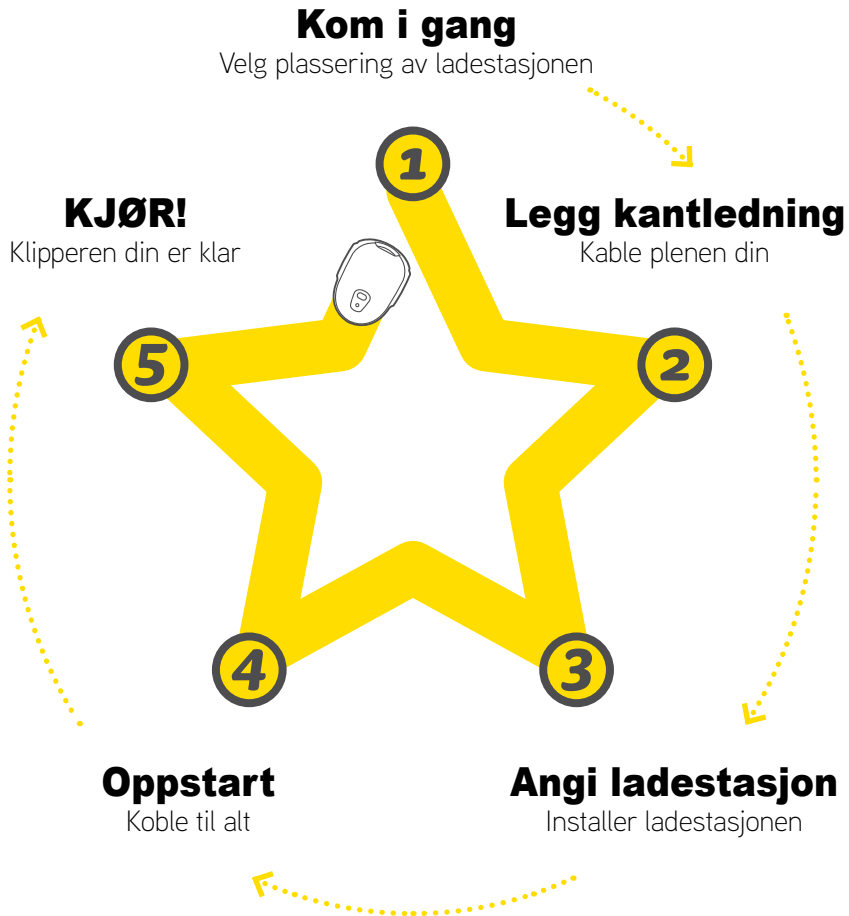 Kom i gang
Velg plassering av ladestasjonen
1
Legg kantledning
Kable plenen din
2
Angi ladestasjon
Installer ladestasjonen
3
Oppstart
Koble til alt
4
KJØR!
Klipperen din er klar
5